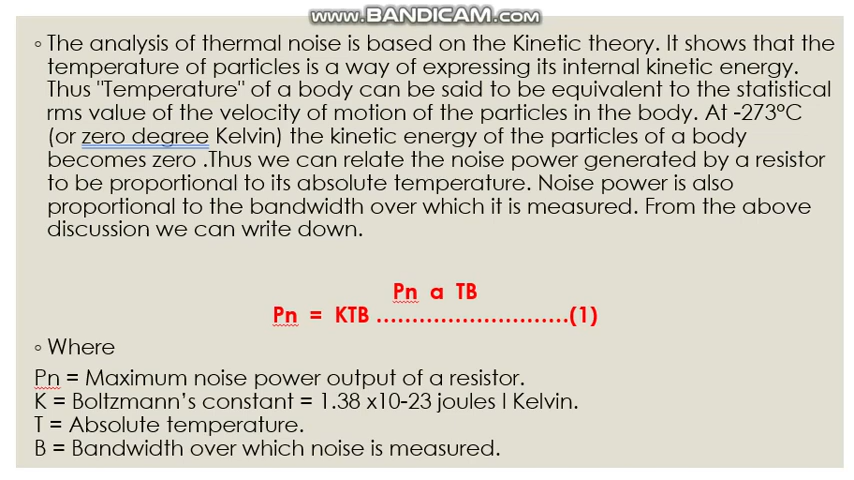 www.BANDICAM.com
◦ The analysis of thermal noise is based on the Kinetic theory. It shows that the
temperature of particles is a way of expressing its internal kinetic energy.
Thus "Temperature" of a body can be said to be equivalent to the statistical
rms value of the velocity of motion of the particles in the body. At -273°C
(or zero degree Kelvin) the kinetic energy of the particles of a body
becomes zero .Thus we can relate the noise power generated by a resistor
to be proportional to its absolute temperature. Noise power is also
proportional to the bandwidth over which it is measured. From the above
discussion we can write down.
Pn a TB
Pn = KTB ...........................(1)
◦ Where
Pn = Maximum noise power output of a resistor.
K = Boltzmann's constant = 1.38 x10-23 joules l Kelvin.
T = Absolute temperature.
B = Bandwidth over which noise is measured.